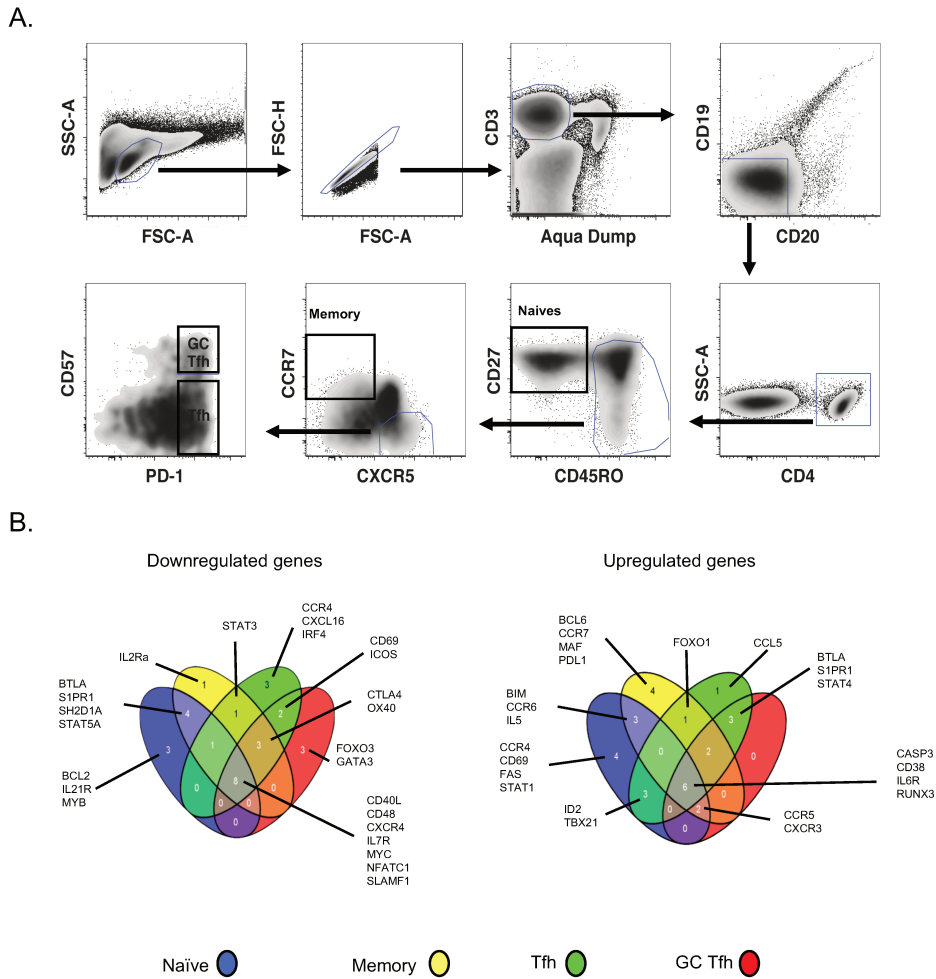 A.
SSC-A
FSC-A
FSC-H
FSC-A
CD3
Aqua Dump
CD19
CD20
CD57
GC
Tfh
Tfh
PD-1
Memory
CCR7
CXCR5
Naives
CD27
CD45RO
SSC-A
CD4
B.
Downregulated genes
STAT3
CCR4
CXCL16
IRF4
IL2Ra
CD69
ICOS
BTLA
S1PR1
SH2D1A
STAT5A
CTLA4
OX40
FOXO3
GATA3
BCL2
IL21R
MYB
CD40L
CD48
CXCR4
IL7R
MYC
NFATC1
SLAMF1
1
3
4
1
2
3
1
3
3
8
0
0
0
0
0
Upregulated genes
BCL6
CCR7
MAF
PDL1
FOXO1
CCL5
BTLA
S1PR1
STAT4
BIM
CCR6
IL5
CCR4
CD69
FAS
STAT1
CASP3
CD38
IL6R
RUNX3
ID2
TBX21
CCR5
CXCR3
4
1
3
1
3
4
0
2
0
6
3
0
0
2
0
Naïve
Memory
Tfh
GC Tfh